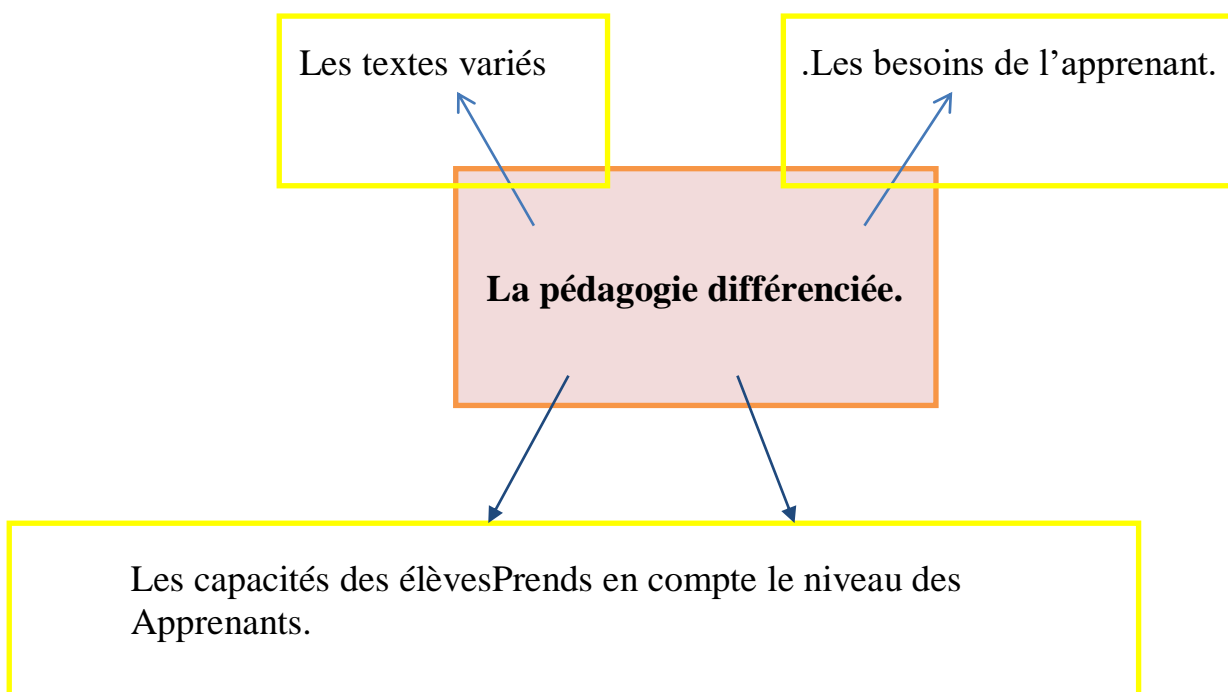 Les textes variés
.Les besoins de l’apprenant.
La pédagogie différenciée.
Les capacités des élèvesPrends en compte le niveau des
Apprenants.